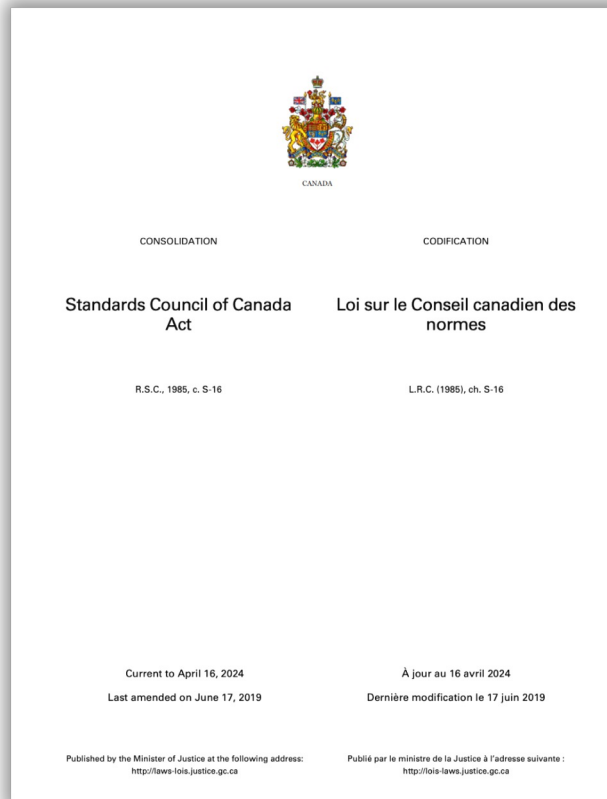 CANADA
CONSOLIDATION
Standards Council of Canada
Act
R.S.C., 1985, c. S-16
Current to April 16, 2024
Last amended on June 17, 2019
Published by the Minister of Justice at the following address:
http://laws-lois.justice.gc.ca
CODIFICATION
Loi sur le Conseil canadien des
normes
L.R.C. (1985), ch. S-16
À jour au 16 avril 2024
Dernière modification le 17 juin 2019
Publié par le ministre de la Justice à l’adresse suivante :
http://lois-laws.justice.gc.ca